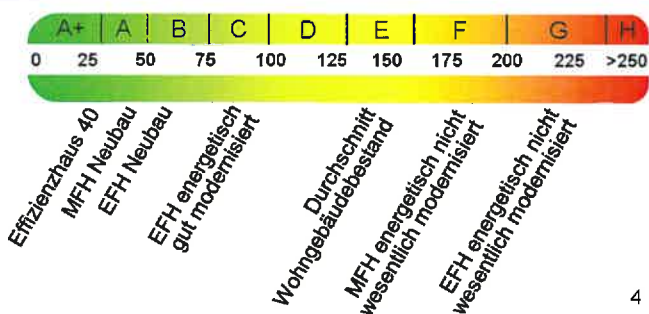 A+ A B C D E F G H
0 25 50 75 100 125 150 175 200 225 >250
Effizienzhaus 40
MFH Neubau
EFH Neubau
EFH energetisch
gut modernisiert
Durchschnitt
Wohngebäudebestand
MFH energetisch nicht
wesentlich modernisiert
EFH energetisch nicht
wesentlich modernisiert
4